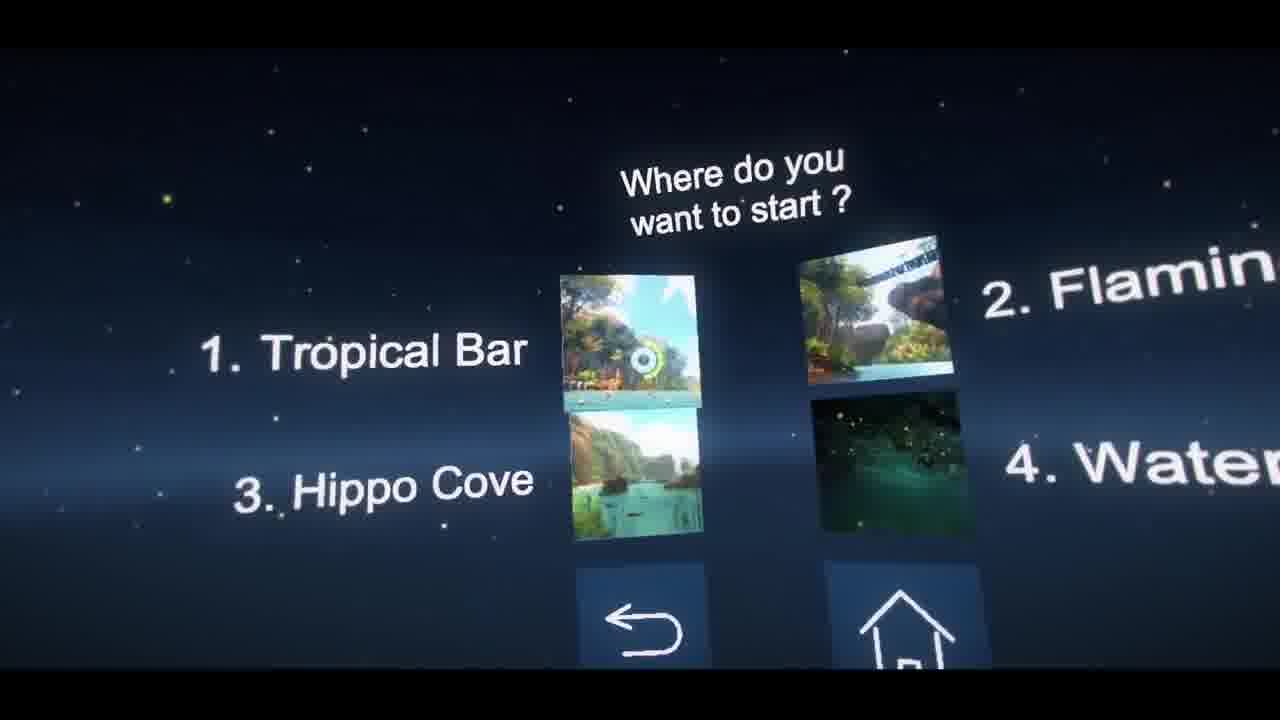 Where do you
want to start ?
1. Tropical Bar
2. Flamin
3. Hippo Cove
4. Water